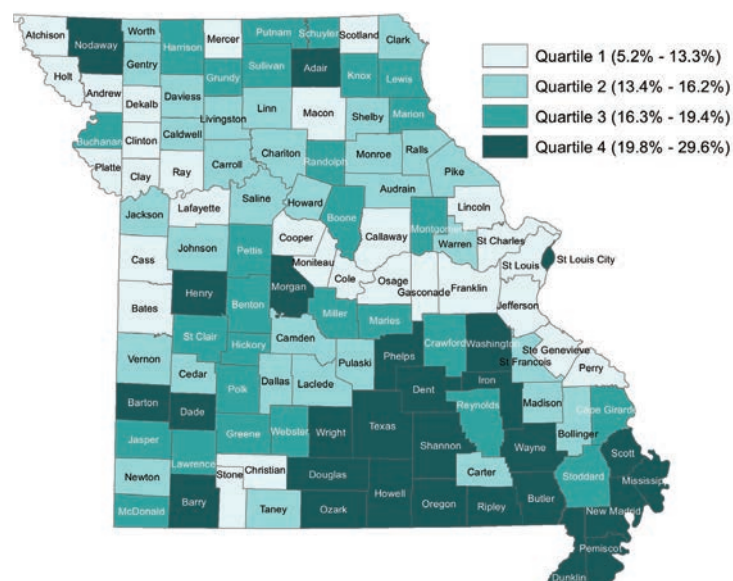 Atchison
Nodaway
Worth
Harrison
Mercer
Putnam
Schuyler
Scotland
Clark
Holt
Gentry
Andrew
Dekalb
Daviess
Grundy
Sullivan
Adair
Knox
Lewis
Buchanan
Clinton
Caldwell
Livingston
Linn
Macon
Shelby
Marion
Platte
Clay
Ray
Carroll
Chariton
Randolph
Monroe
Ralls
Pike
Jackson
Lafayette
Saline
Howard
Boone
Audrain
Callaway
Montgomer
Lincoln
Warren
St Charles
St Louis
St Louis City
Cass
Johnson
Pettis
Cooper
Moniteau
Cole
Osage
Gasconade
Franklin
Jefferson
Bates
Henry
Benton
Morgan
Miller
Maries
St Clair
Hickory
Camden
Pulaski
Phelps
Crawford
Washington
St Francois
Ste Genevieve
Perry
Vernon
Cedar
Polk
Dallas
Laclede
Dent
Iron
Reynolds
Madison
Bollinger
Cape Girarde
Barton
Dade
Greene
Webster
Wright
Texas
Shannon
Wayne
Scott
Jasper
Lawrence
Christian
Stone
Douglas
Howell
Carter
Butler
Stoddard
Mississip
Newton
McDonald
Barry
Taney
Ozark
Oregon
Ripley
New Madrid
Pemiscot
Dunklin
Quartile 1 (5.2% - 13.3%)
Quartile 2 (13.4% - 16.2%)
Quartile 3 (16.3% - 19.4%)
Quartile 4 (19.8% - 29.6%)